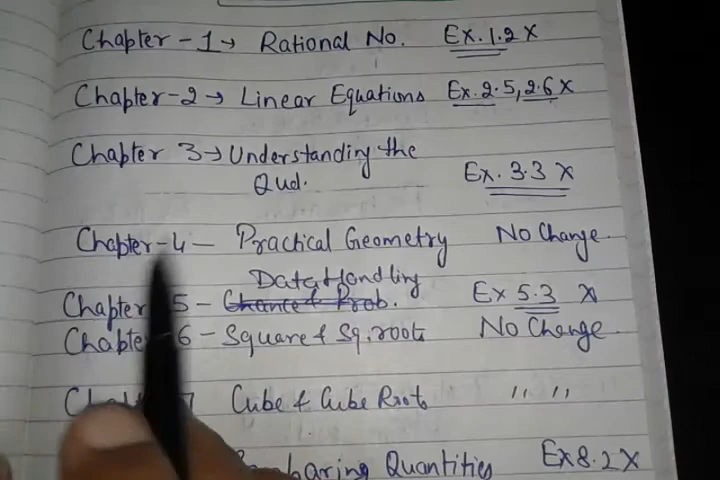 Chapter - 1 → Rational No. Ex. 1.2 X
Chapter - 2 → Linear Equations Ex. 2.5, 2.6 X
Chapter 3 → Understanding the
Qud. Ex. 3.3 X
Chapter - 4 - Practical Geometry No Change.
Data Handling
Chapter 5 - Chance & Prob. Ex 5.3 X
Chapter 6 - Square & Sq. roots No Change.
Cube & Cube Roots " "
Quantities Ex 8.2 X